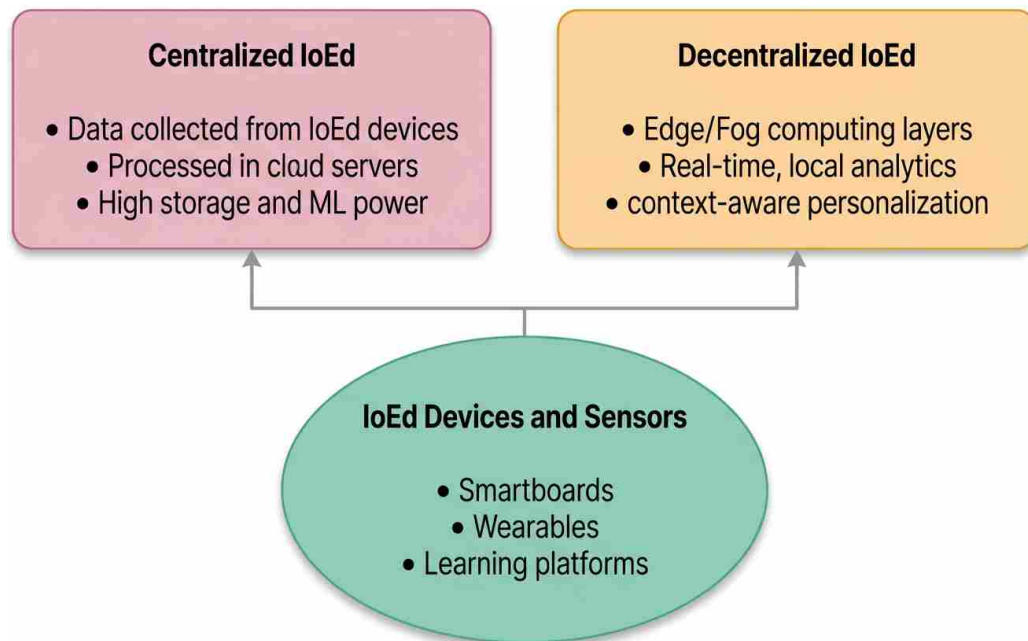 Centralized IoEd
• Data collected from IoEd devices
• Processed in cloud servers
• High storage and ML power
Decentralized IoEd
• Edge/Fog computing layers
• Real-time, local analytics
• context-aware personalization
IoEd Devices and Sensors
• Smartboards
• Wearables
• Learning platforms